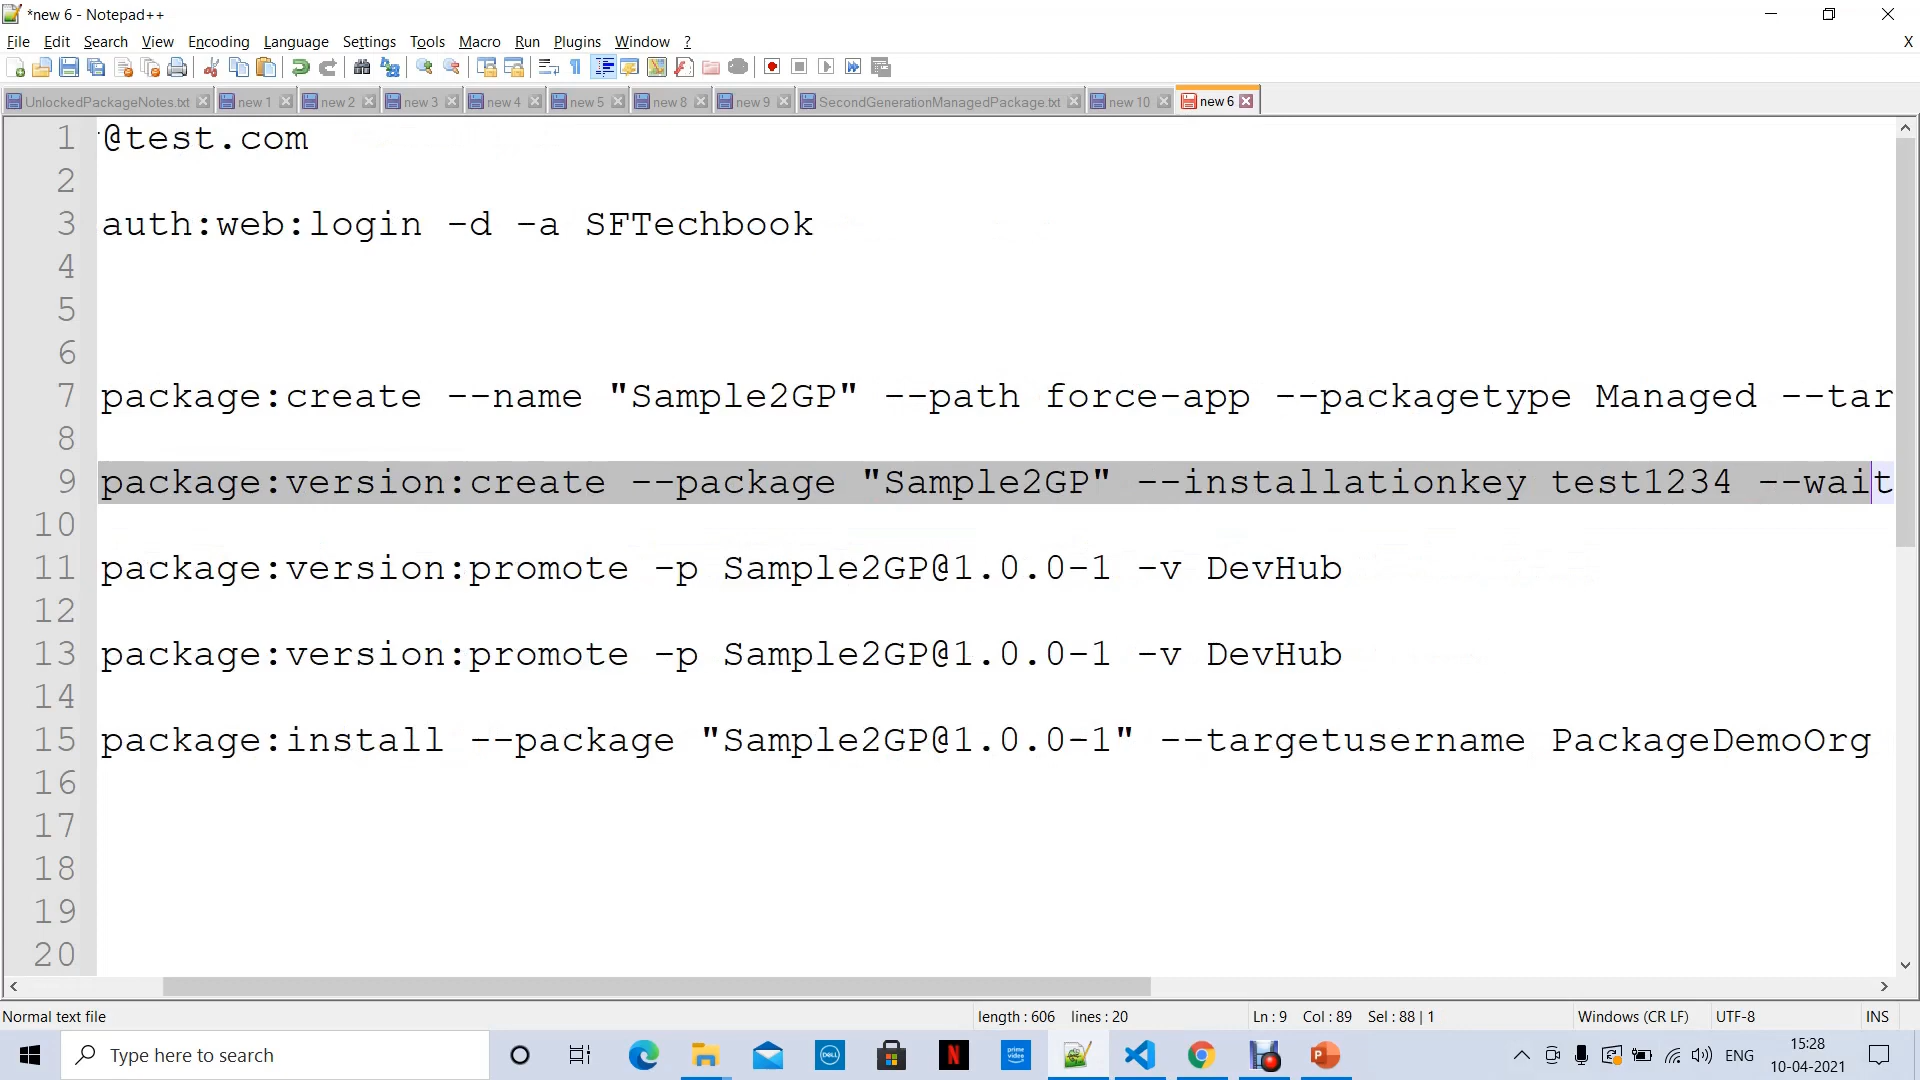 *new 6 - Notepad++
File Edit Search View Encoding Language Settings Tools Macro Run Plugins Window ? X
UnlockedPackageNotes.txt new 1 new 2 new 3 new 4 new 5 new 8 new 9 SecondGenerationManagedPackage.txt new 10 new 6
1 @test.com
2
3 auth:web:login -d -a SFTechbook
4
5
6
7 package:create --name "Sample2GP" --path force-app --packagetype Managed --tar
8
9 package:version:create --package "Sample2GP" --installationkey test1234 --wait
10
11 package:version:promote -p Sample2GP@1.0.0-1 -v DevHub
12
13 package:version:promote -p Sample2GP@1.0.0-1 -v DevHub
14
15 package:install --package "Sample2GP@1.0.0-1" --targetusername PackageDemoOrg
16
17
18
19
20
Normal text file length : 606 lines : 20 Ln : 9 Col : 89 Sel : 88 | 1 Windows (CR LF) UTF-8 INS
Type here to search DELL N prime video P ENG 15:28
10-04-2021